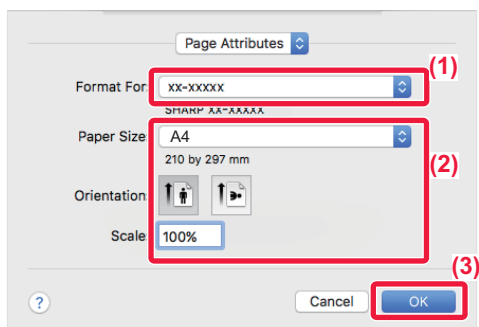 Page Attributes
(1)
Format For: xx-xxxxx
SHARP xx-xxxxx
Paper Size: A4
210 by 297 mm
(2)
Orientation:
Scale: 100%
(3)
? Cancel OK